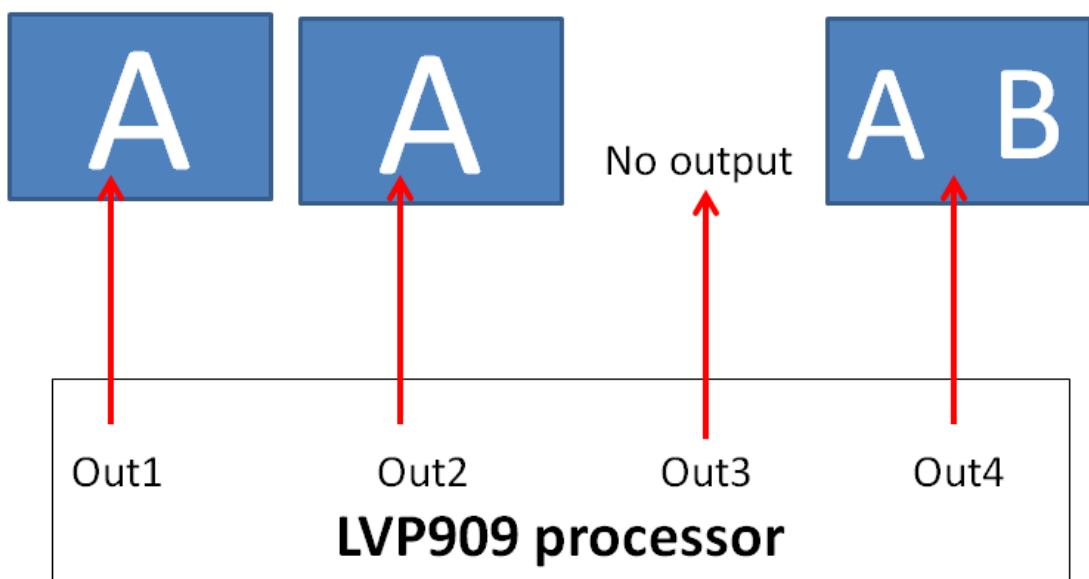 A
A
No output
A B
Out1
Out2
Out3
Out4
LVP909 processor